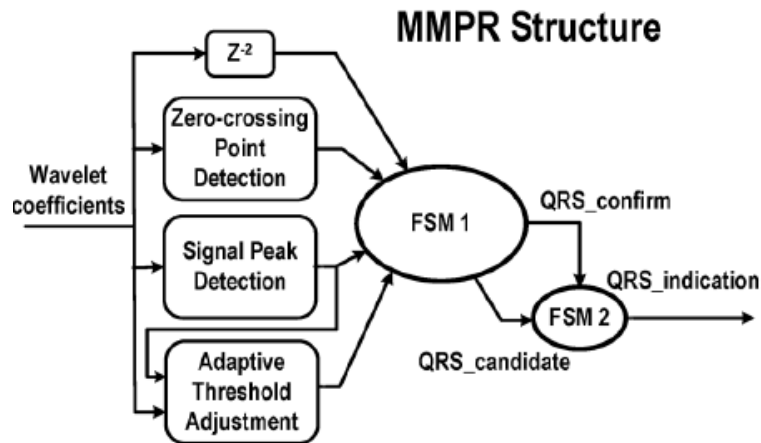 MMPR Structure
Z-2
Zero-crossing
Point
Detection
Wavelet
coefficients
Signal Peak
Detection
Adaptive
Threshold
Adjustment
FSM 1
QRS_confirm
QRS_indication
FSM 2
QRS_candidate